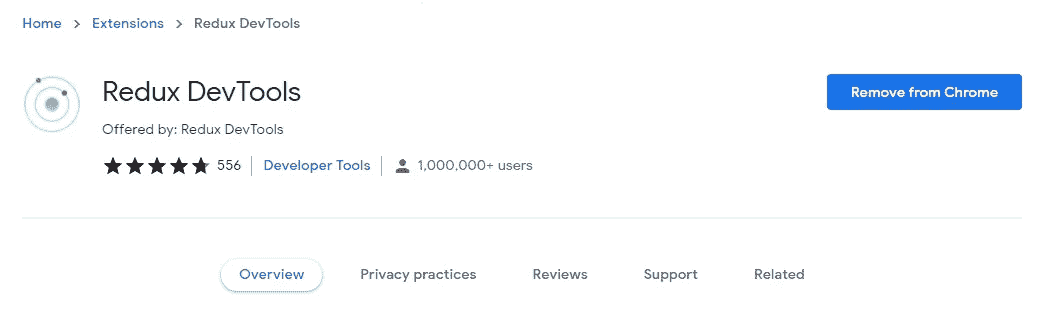 Home > Extensions > Redux DevTools
Redux DevTools
Remove from Chrome
Offered by: Redux DevTools
556 Developer Tools 1,000,000+ users
Overview Privacy practices Reviews Support Related